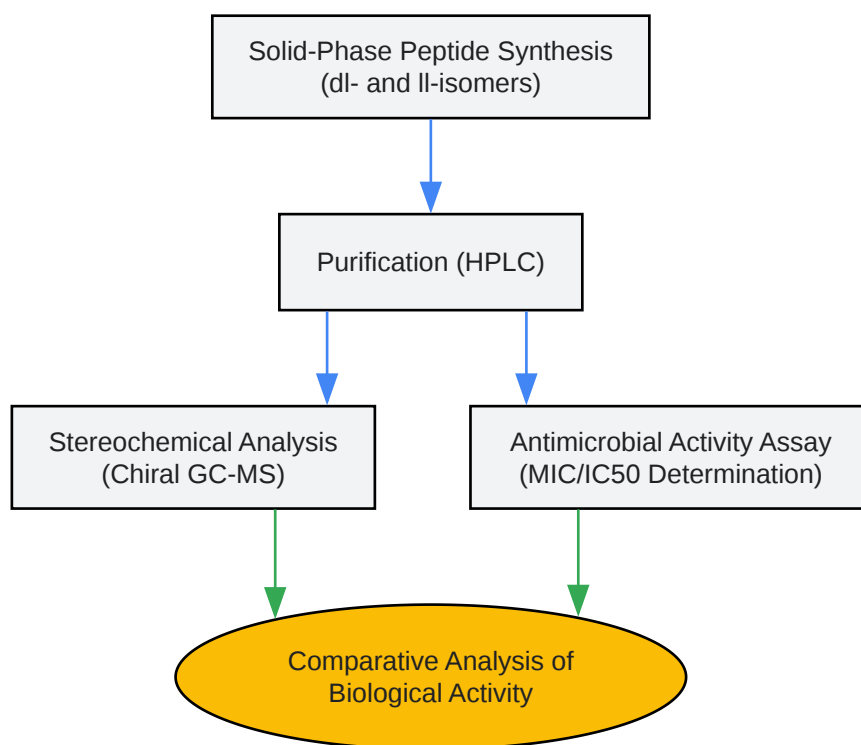 Solid-Phase Peptide Synthesis
(dl- and ll-isomers)
Purification (HPLC)
Stereochemical Analysis
(Chiral GC-MS)
Antimicrobial Activity Assay
(MIC/IC50 Determination)
Comparative Analysis of
Biological Activity